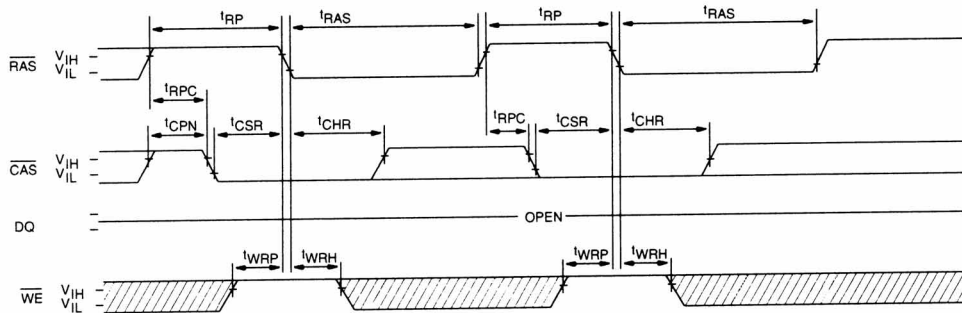 tRP tRAS tRP tRAS
RAS VIH VIL
tRPC
tCPN tCSR tCHR tRPC tCSR tCHR
CAS VIH VIL
DQ OPEN
tWRP tWRH tWRP tWRH
WE VIH VIL